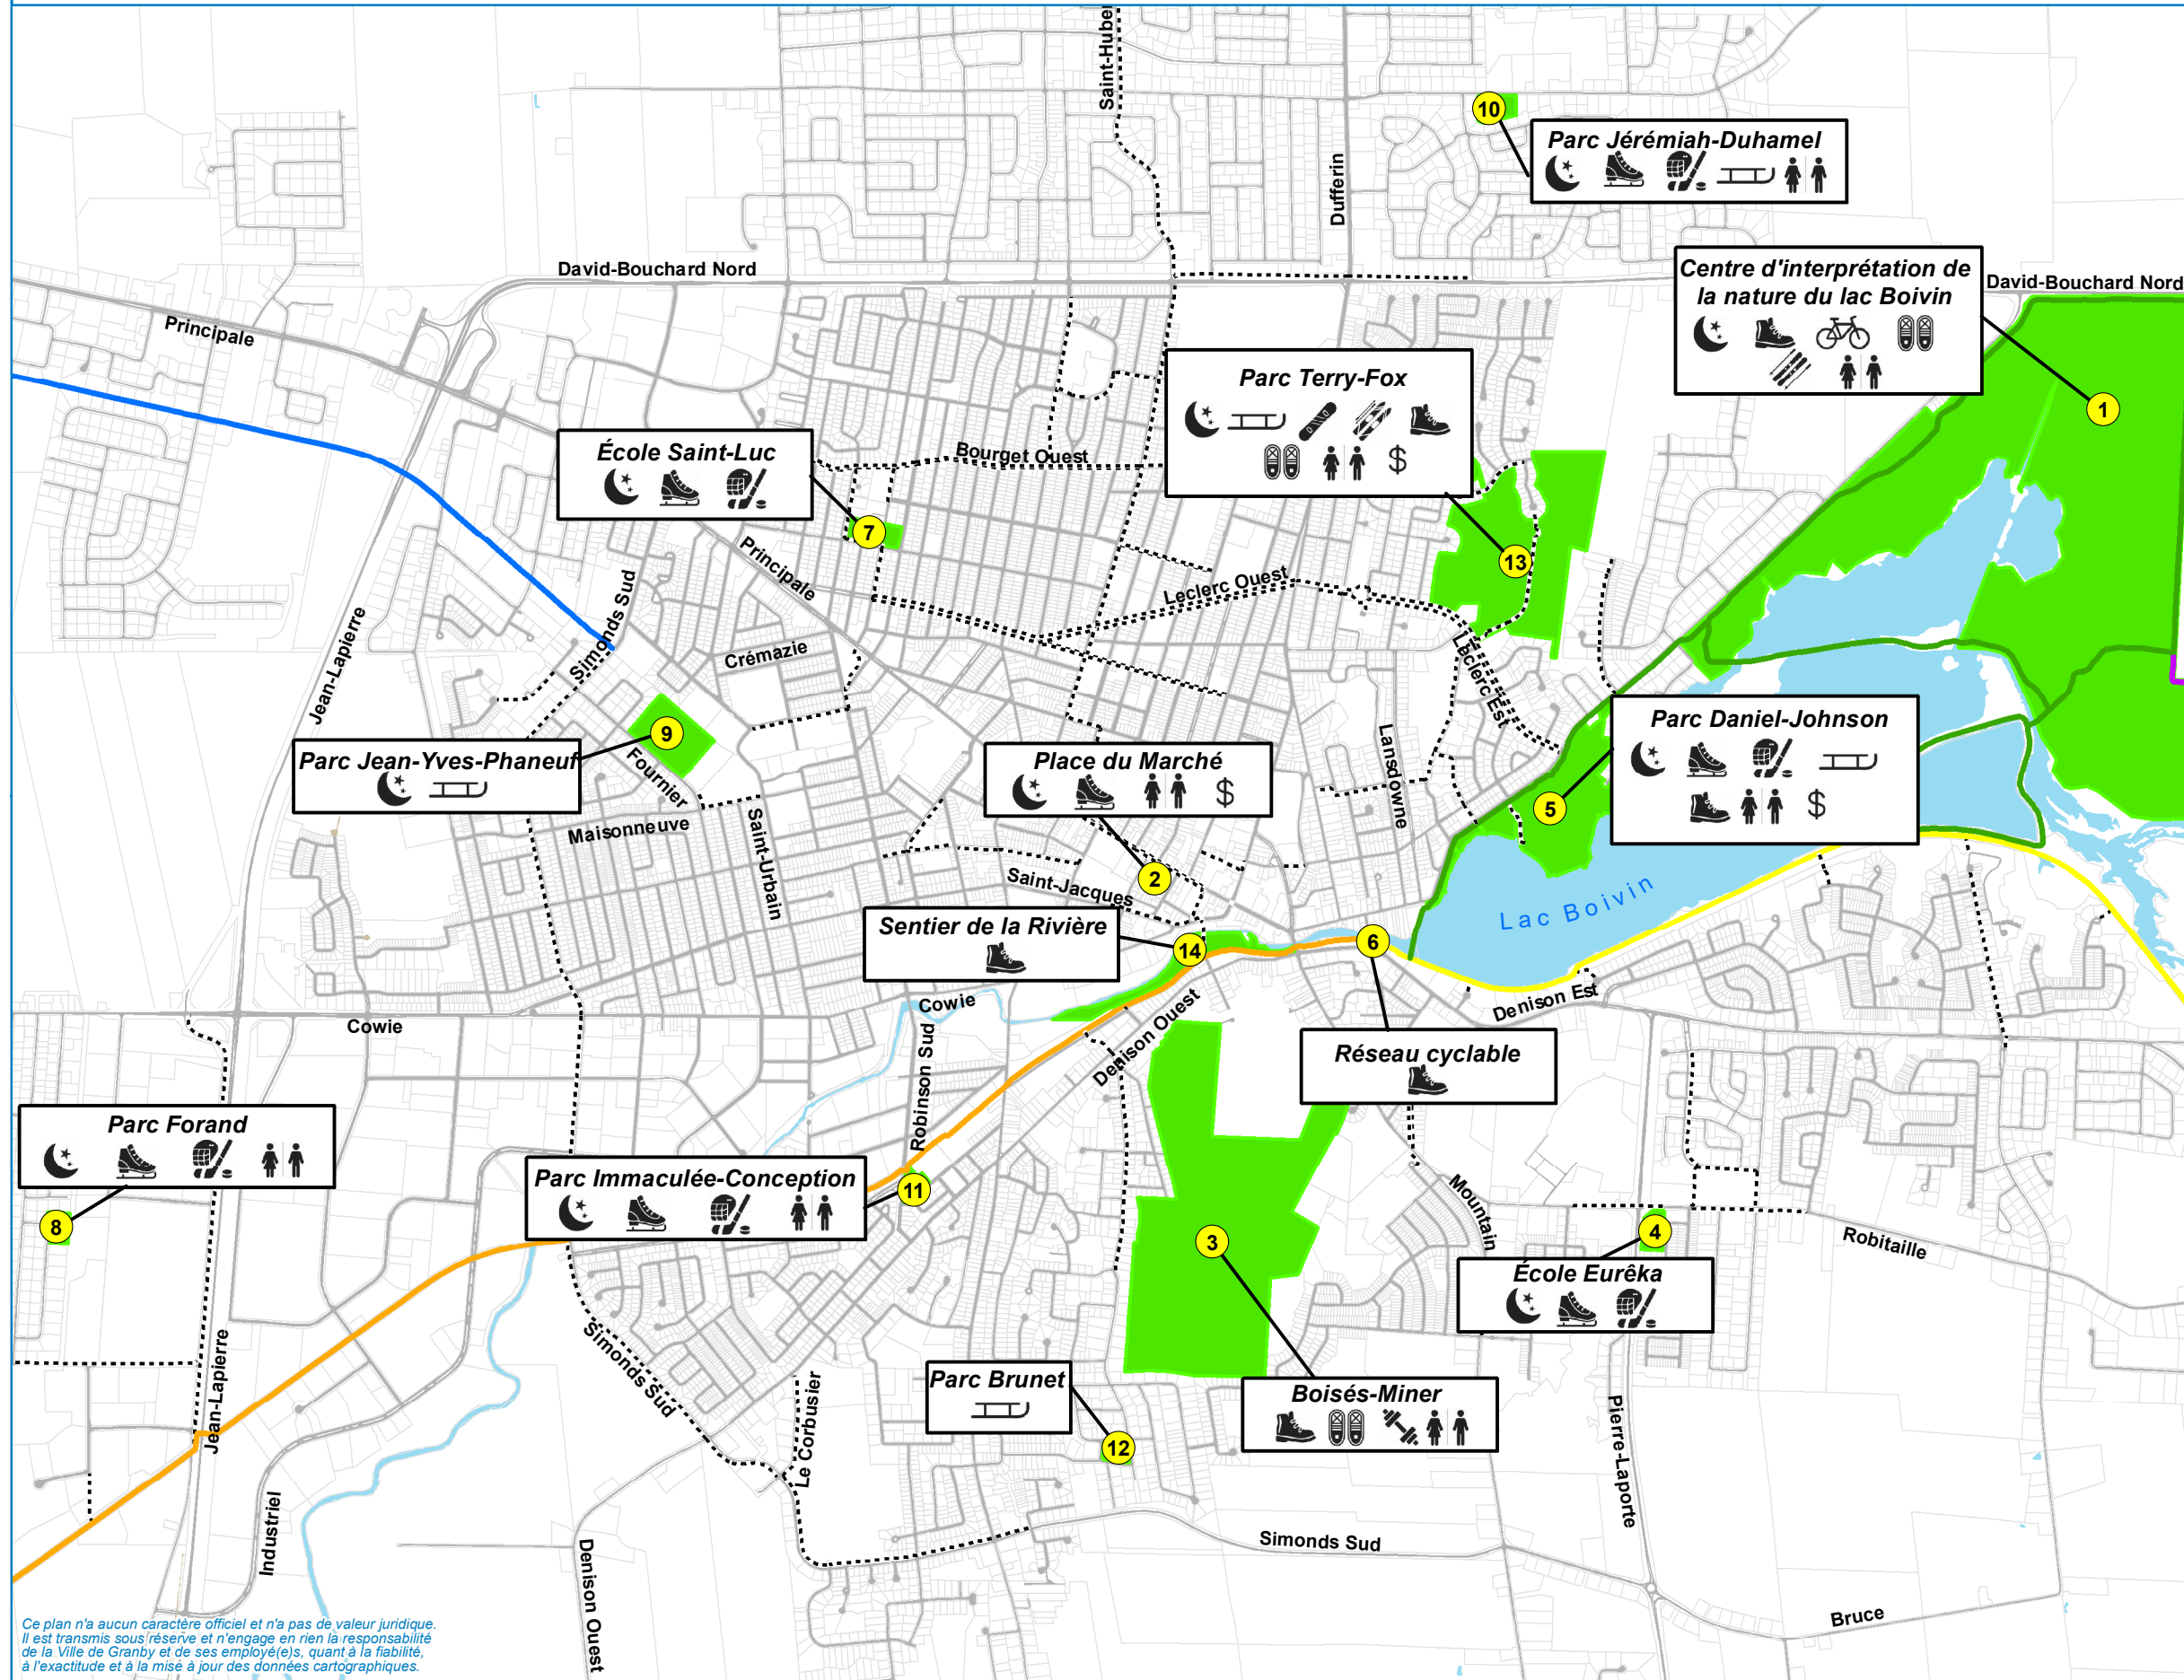 Saint-Huber
10
Parc Jérémiah-Duhamel
Dufferin
David-Bouchard Nord
Centre d'interprétation de
la nature du lac Boivin
David-Bouchard Nord
1
Principale
Parc Terry-Fox
$
École Saint-Luc
Bourget Ouest
7
13
Principale
Leclerc Ouest
Simonds Sud
Crémazie
Leclerc Est
Jean-Lapierre
9
Parc Jean-Yves-Phaneuf
Fournier
Maisonneuve
Saint-Urbain
Place du Marché
$
Lansdowne
Parc Daniel-Johnson
$
5
2
Saint-Jacques
Lac Boivin
Sentier de la Rivière
14
6
Cowie
Cowie
Robinson Sud
Denison Ouest
Denison Est
Réseau cyclable
Parc Forand
8
Parc Immaculée-Conception
11
3
Mountain
4
École Eurêka
Robitaille
Simonds Sud
Jean-Lapierre
Le Corbusier
Parc Brunet
12
Boisés-Miner
Pierre-Laporte
Industriel
Denison Ouest
Simonds Sud
Bruce
Ce plan n'a aucun caractère officiel et n'a pas de valeur juridique.
Il est transmis sous réserve et n'engage en rien la responsabilité
de la Ville de Granby et de ses employé(e)s, quant à la fiabilité,
à l'exactitude et à la mise à jour des données cartographiques.